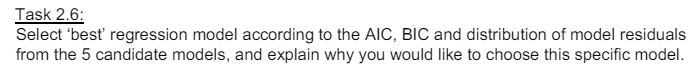 Task 2.6:
Select ‘best’ regression model according to the AIC, BIC and distribution of model residuals
from the 5 candidate models, and explain why you would like to choose this specific model.